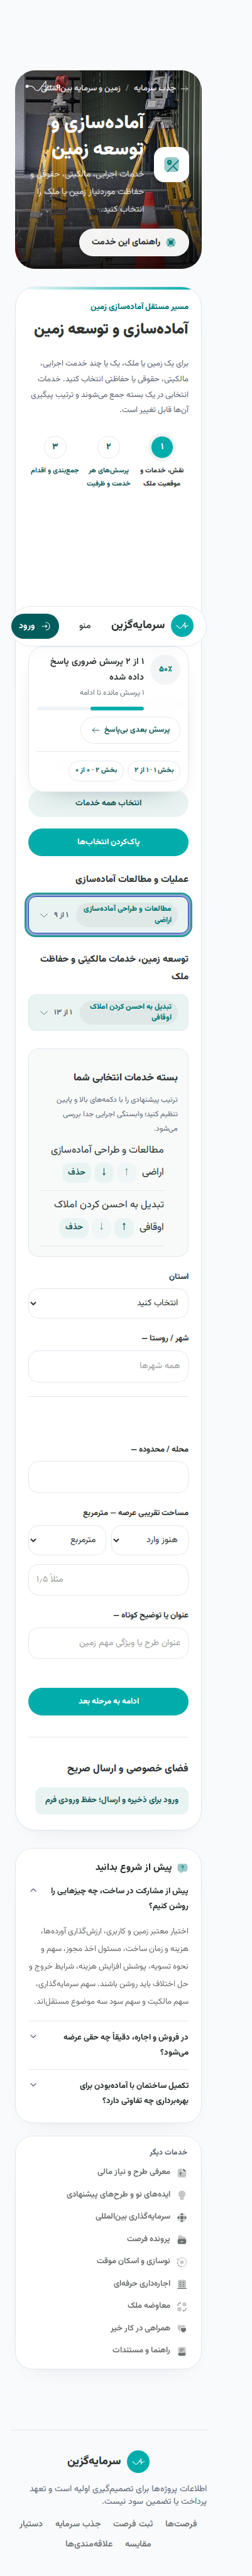 جذب سرمایه / زمین و سرمایه بین‌المللی
آماده‌سازی و
توسعه زمین
خدمات اجرایی، مالکیتی، حقوقی و
حفاظت موردنیاز زمین یا ملک را
انتخاب کنید.
راهنمای این خدمت
مسیر مستقل آماده‌سازی زمین
آماده‌سازی و توسعه زمین
برای یک زمین یا ملک، یک یا چند خدمت اجرایی،
مالکیتی، حقوقی یا حفاظتی انتخاب کنید. خدمات
انتخابی در یک بسته جمع می‌شوند و ترتیب پیگیری
آن‌ها قابل تغییر است.
۱
۲
۳
نقش، خدمات و
موقعیت ملک
پرسش‌های هر
خدمت و ظرفیت
جمع‌بندی و اقدام
سرمایه‌گزین
منو
ورود
۵۰٪
۱ از ۲ پرسش ضروری پاسخ
داده شده
۱ پرسش مانده تا ادامه
پرسش بعدی بی‌پاسخ
بخش ۱ · ۱ از ۲
بخش ۲ · ۰ از ۰
انتخاب همه خدمات
پاک‌کردن انتخاب‌ها
عملیات و مطالعات آماده‌سازی
مطالعات و طراحی آماده‌سازی
اراضی
۱ از ۹
توسعه زمین، خدمات مالکیتی و حفاظت
ملک
تبدیل به احسن کردن املاک
اوقافی
۱ از ۱۳
بسته خدمات انتخابی شما
ترتیب پیشنهادی را با دکمه‌های بالا و پایین
تنظیم کنید؛ وابستگی اجرایی جدا بررسی
می‌شود.
مطالعات و طراحی آماده‌سازی
اراضی ↑ ↓ حذف
تبدیل به احسن کردن املاک
اوقافی ↑ ↓ حذف
استان
انتخاب کنید
شهر / روستا —
همه شهرها
محله / محدوده —
مساحت تقریبی عرصه — مترمربع
هنوز وارد
مترمربع
مثلاً ۱٫۵
عنوان یا توضیح کوتاه —
عنوان طرح یا ویژگی مهم زمین
ادامه به مرحله بعد
فضای خصوصی و ارسال صریح
ورود برای ذخیره و ارسال؛ حفظ ورودی فرم
پیش از شروع بدانید
پیش از مشارکت در ساخت، چه چیزهایی را
روشن کنیم؟
اختیار معتبر زمین و کاربری، ارزش‌گذاری آورده‌ها،
هزینه و زمان ساخت، مسئول اخذ مجوز، سهم و
نحوه تسویه، پوشش افزایش هزینه، شرایط خروج و
حل اختلاف باید روشن باشند. سهم سرمایه‌گذاری،
سهم مالکیت و سهم سود سه موضوع مستقل‌اند.
در فروش و اجاره، دقیقاً چه حقی عرضه
می‌شود؟
تکمیل ساختمان با آماده‌بودن برای
بهره‌برداری چه تفاوتی دارد؟
خدمات دیگر
معرفی طرح و نیاز مالی
ایده‌های نو و طرح‌های پیشنهادی
سرمایه‌گذاری بین‌المللی
پرونده فرصت
نوسازی و اسکان موقت
اجاره‌داری حرفه‌ای
معاوضه ملک
همراهی در کار خیر
راهنما و مستندات
سرمایه‌گزین
اطلاعات پروژه‌ها برای تصمیم‌گیری اولیه است و تعهد
پرداخت یا تضمین سود نیست.
فرصت‌ها ثبت فرصت جذب سرمایه دستیار
مقایسه علاقه‌مندی‌ها